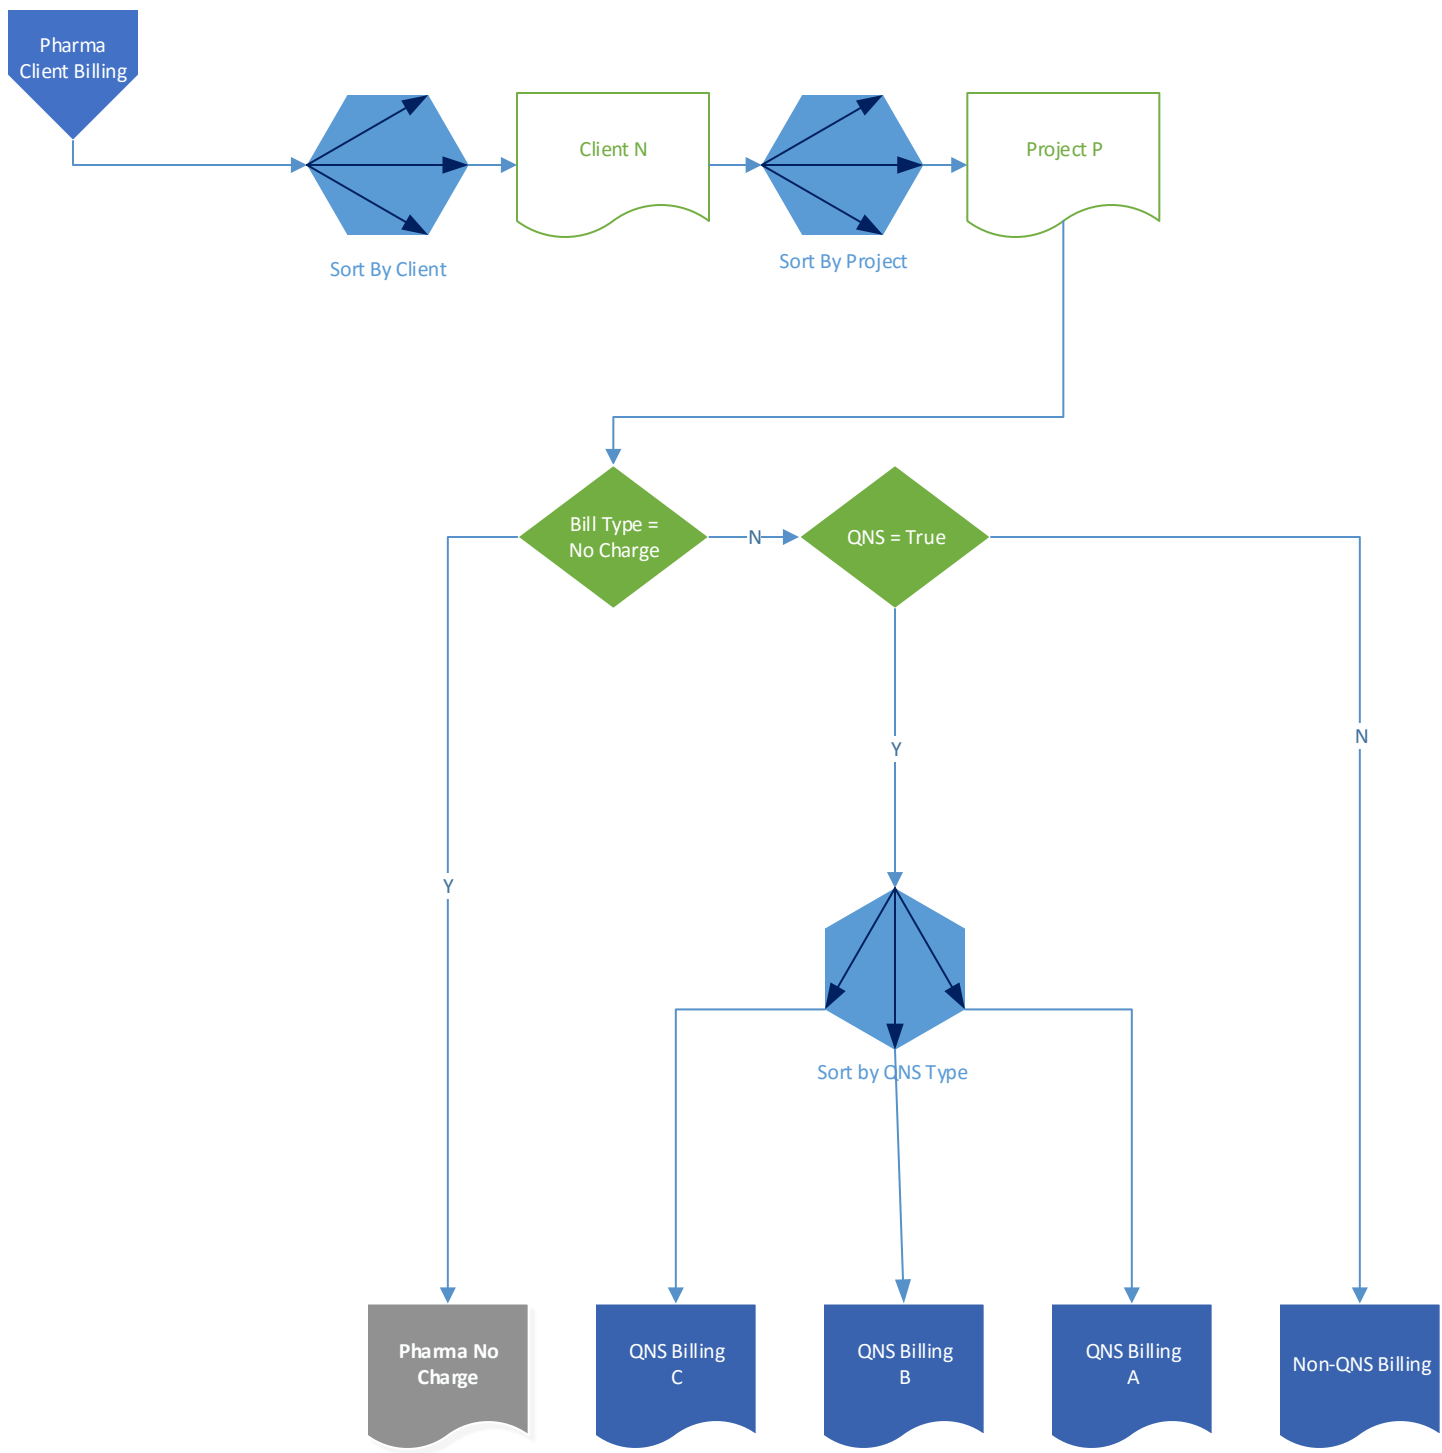 Pharma
Client Billing
Client N
Project P
Sort By Client
Sort By Project
Bill Type =
No Charge
N
QNS = True
N
Y
Y
Sort by QNS Type
Pharma No
Charge
QNS Billing
C
QNS Billing
B
QNS Billing
A
Non-QNS Billing